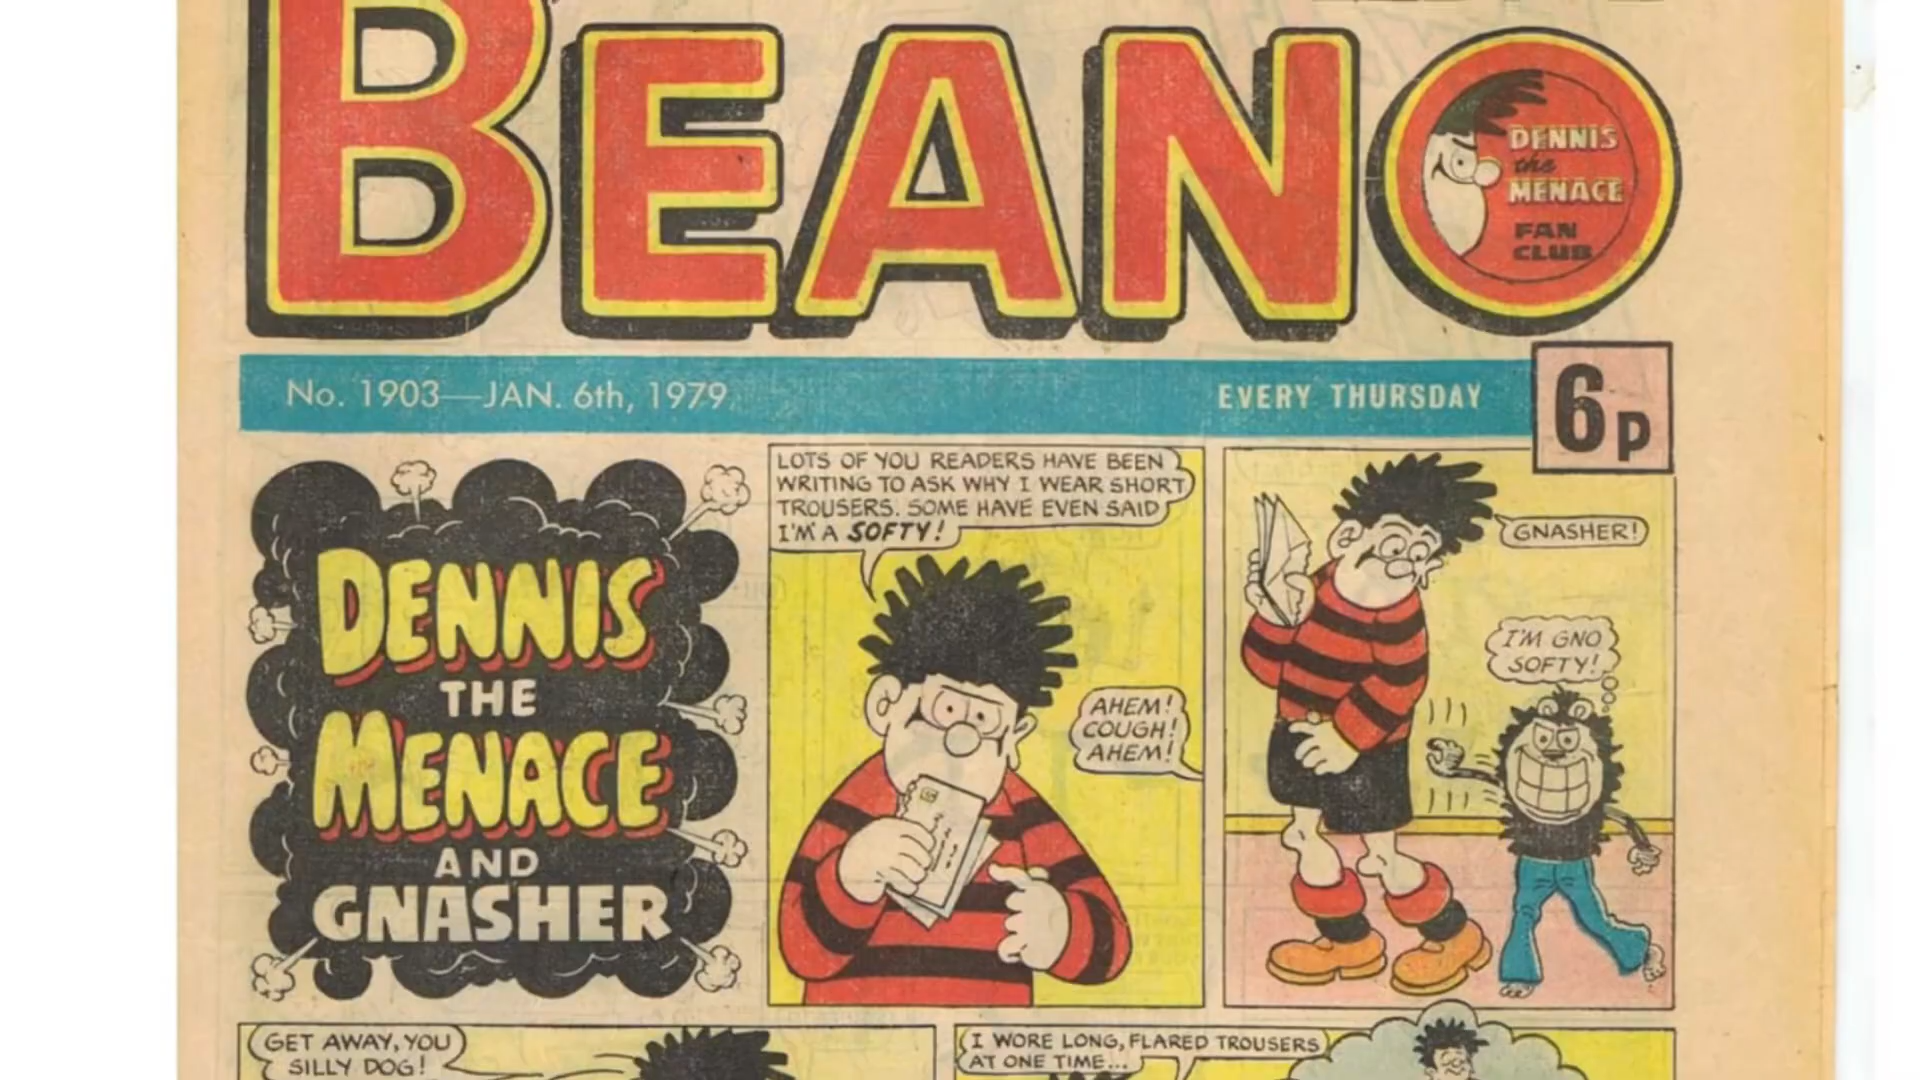 BEANO
DENNIS
the
MENACE
FAN
CLUB
No. 1903—JAN. 6th, 1979
EVERY THURSDAY
6p
DENNIS
THE
MENACE
AND
GNASHER
LOTS OF YOU READERS HAVE BEEN
WRITING TO ASK WHY I WEAR SHORT
TROUSERS. SOME HAVE EVEN SAID
I'M A SOFTY!
AHEM!
COUGH!
AHEM!
GNASHER!
I'M GNO
SOFTY!
GET AWAY, YOU
SILLY DOG!
I WORE LONG, FLARED TROUSERS
AT ONE TIME...